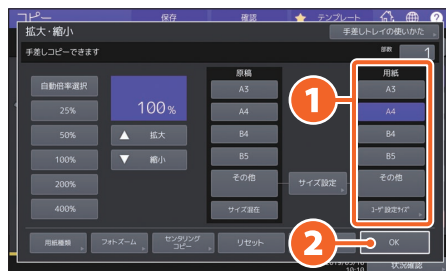 コピー 保存 確認 テンプレート
拡大・縮小 手差しトレイの使いかた
手差しコピーできます 部数 1
原稿 用紙
自動倍率選択 A3 A3
25% 100% A4 A4
50% 拡大 B4 B4
100% 縮小 B5 B5
200% その他 サイズ設定 その他
400% サイズ混在 ユーザ設定サイズ
用紙種類 フォトズーム センタリング リセット OK
コピー
10:10 状況確認
1
2